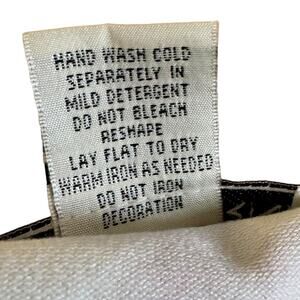 HAND WASH COLD
SEPARATELY IN
MILD DETERGENT
DO NOT BLEACH
RESHAPE
LAY FLAT TO DRY
WARM IRON AS NEEDED
DO NOT IRON
DECORATION